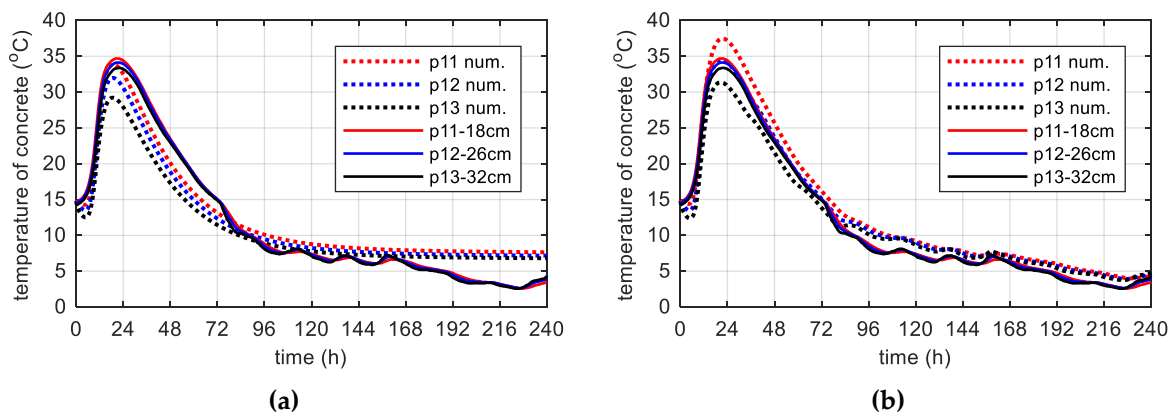 temperature of concrete (°C)
40
35
30
25
20
15
10
5
0
p11 num.
p12 num.
p13 num.
p11-18cm
p12-26cm
p13-32cm
0 24 48 72 96 120 144 168 192 216 240
time (h)
(a)
temperature of concrete (°C)
40
35
30
25
20
15
10
5
0
p11 num.
p12 num.
p13 num.
p11-18cm
p12-26cm
p13-32cm
0 24 48 72 96 120 144 168 192 216 240
time (h)
(b)